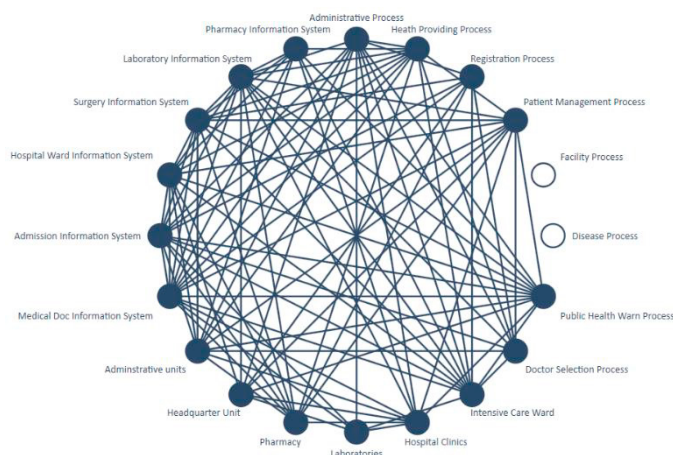 Administrative Process
Pharmacy Information System
Heath Providing Process
Laboratory Information System
Registration Process
Surgery Information System
Patient Management Process
Hospital Ward Information System
Facility Process
Admission Information System
Disease Process
Medical Doc Information System
Public Health Warn Process
Adminstrative units
Doctor Selection Process
Headquarter Unit
Intensive Care Ward
Pharmacy
Hospital Clinics
Laboratories